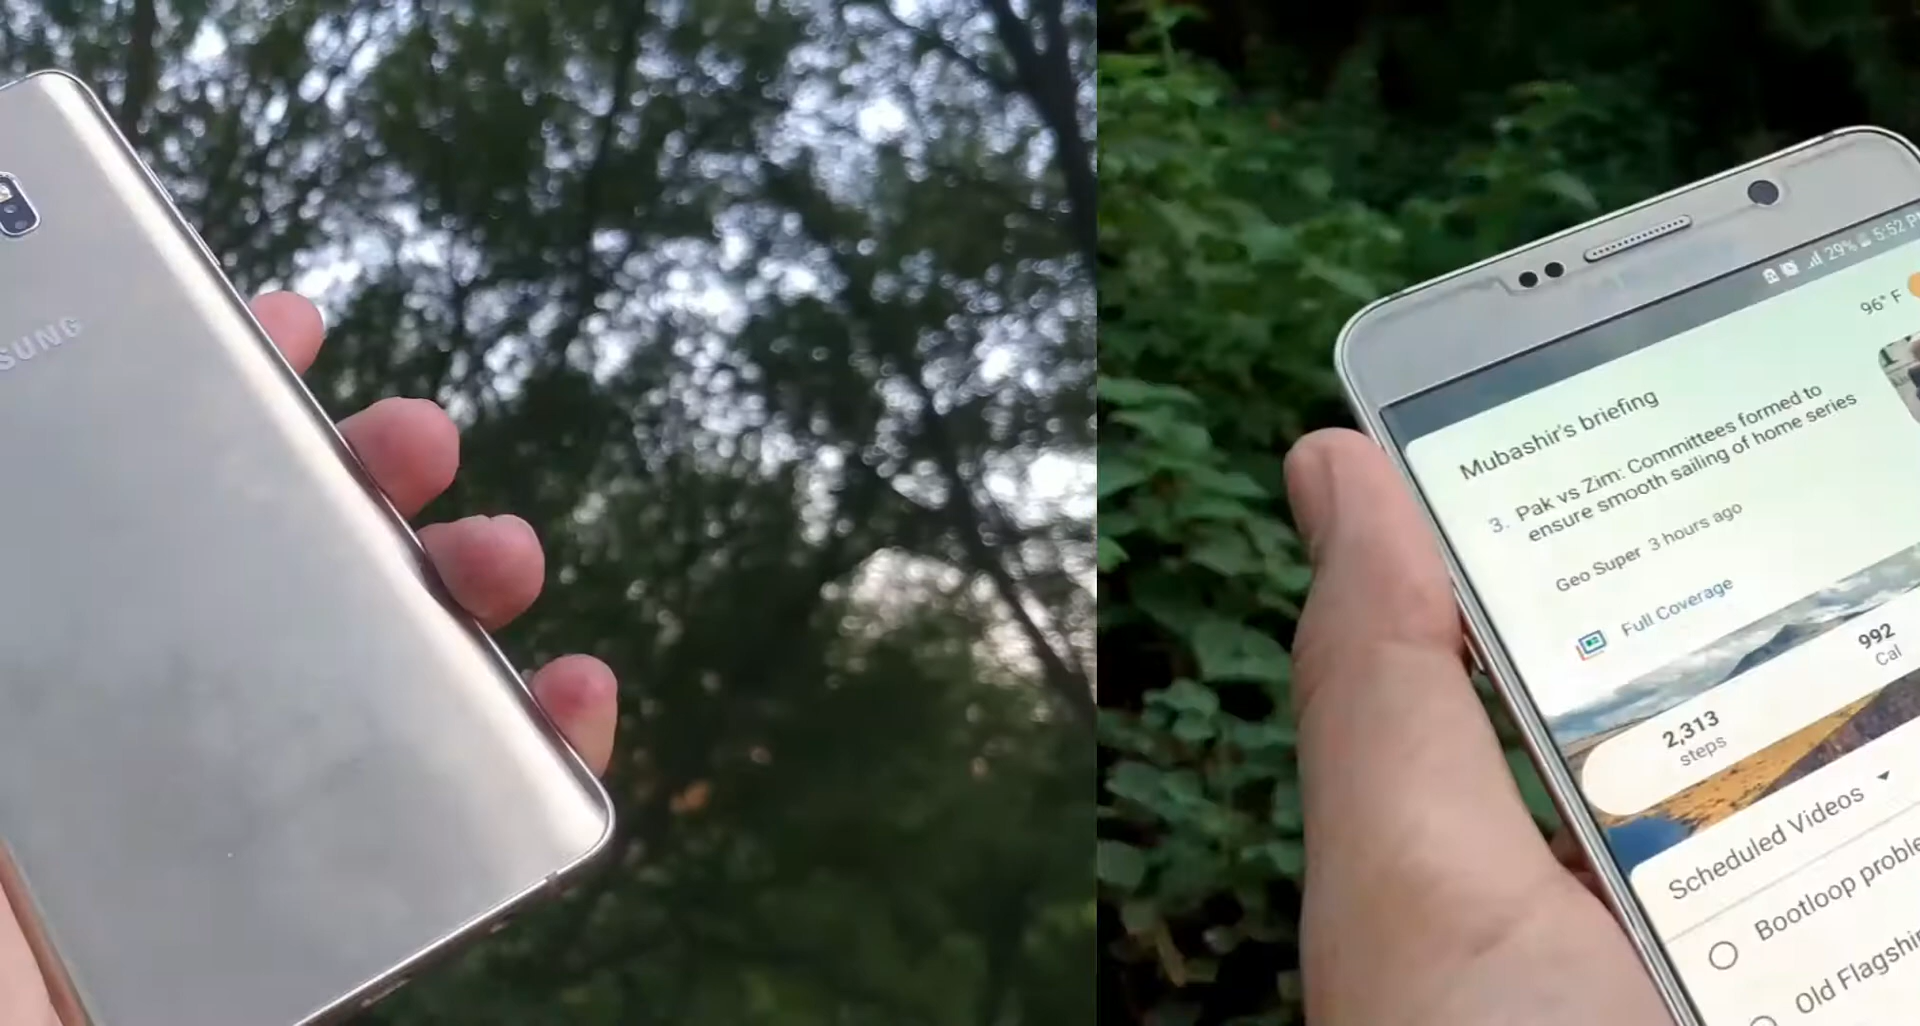 SUNG
29% 5:52 P
96° F
Mubashir's briefing
3. Pak vs Zim: Committees formed to
ensure smooth sailing of home series
Geo Super 3 hours ago
Full Coverage
992
Cal
2,313
steps
Scheduled Videos
Bootloop proble
Old Flagshi